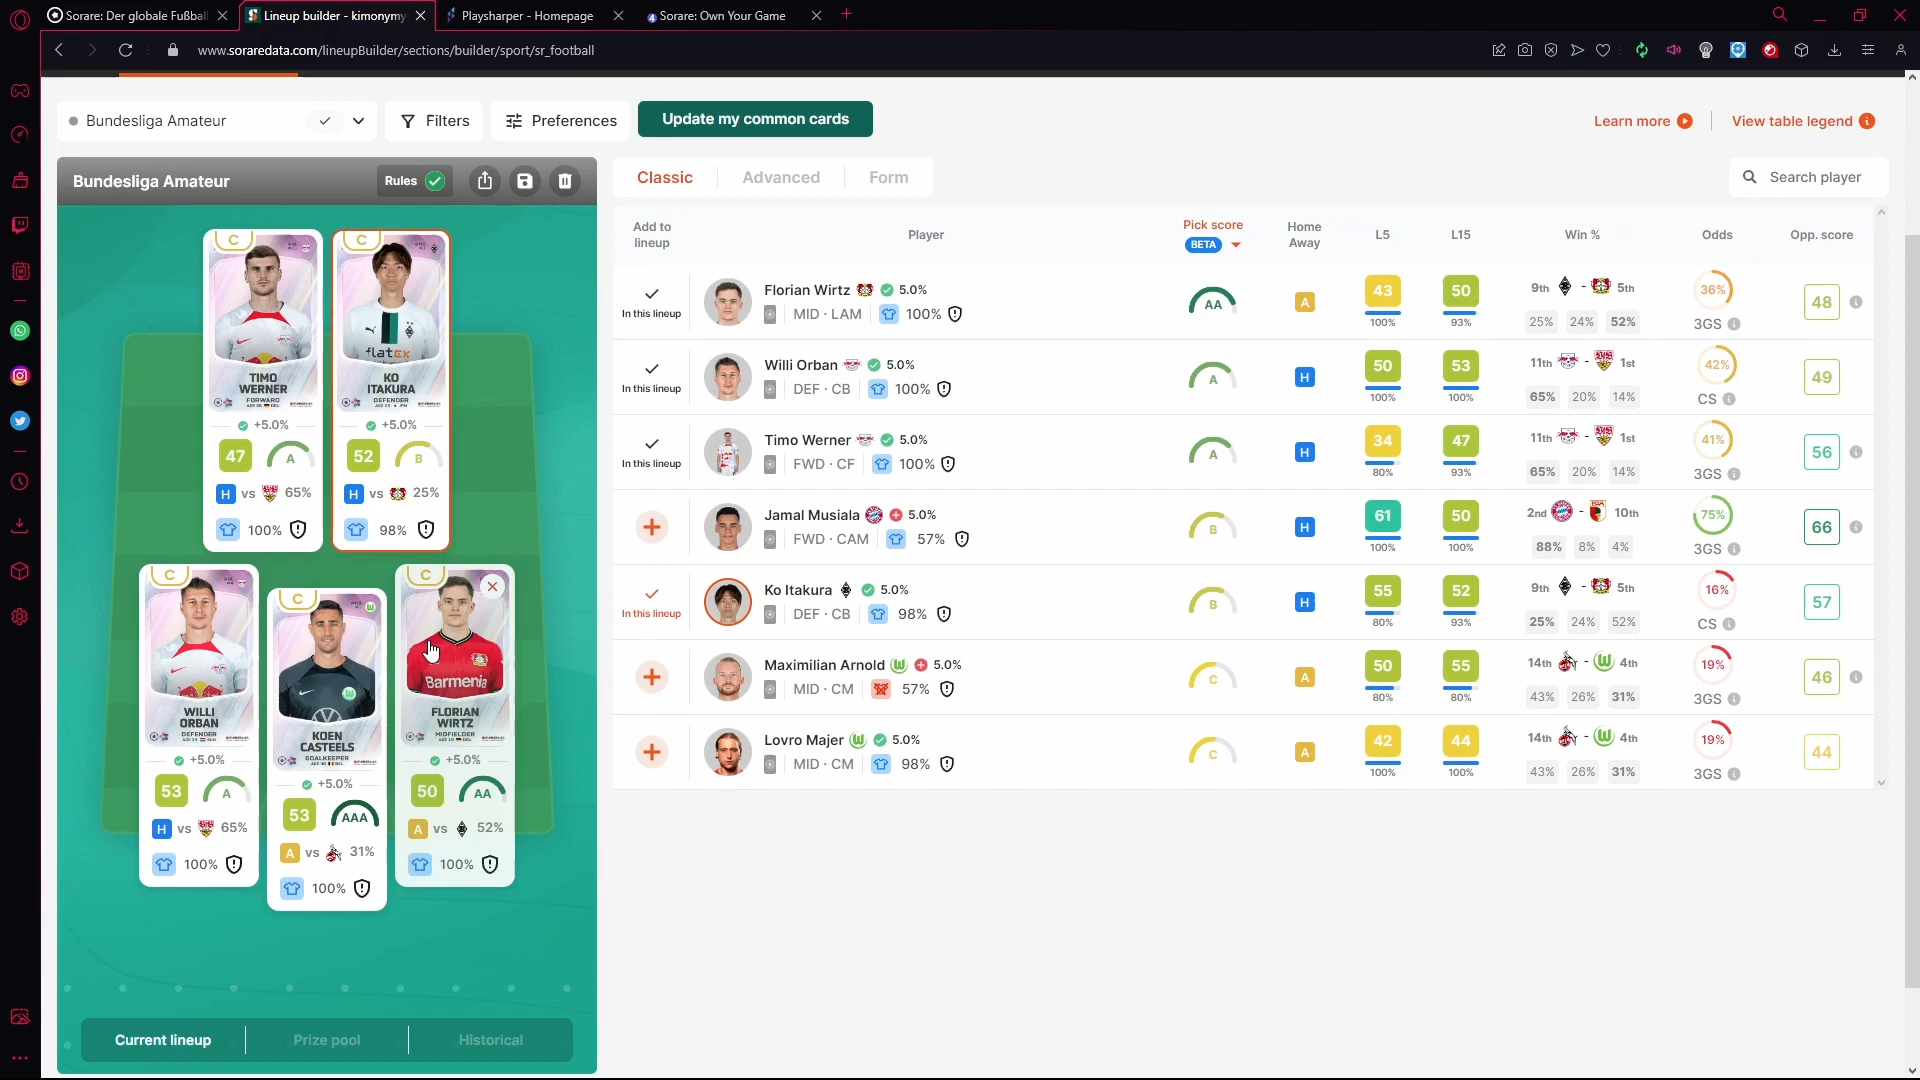 Sorare: Der globale Fußbal
Lineup builder - kimonymy
Playsharper - Homepage
Sorare: Own Your Game
www.soraredata.com/lineupBuilder/sections/builder/sport/sr_football
Bundesliga Amateur
Filters
Preferences
Update my common cards
Learn more
View table legend
Bundesliga Amateur
Rules
Classic
Advanced
Form
Search player
C
TIMO
WERNER
FORWARD
+5.0%
47 A
H vs 65%
100%
C
flatex
KO
ITAKURA
DEFENDER
+5.0%
52 B
H vs 25%
98%
C
WILLI
ORBAN
DEFENDER
+5.0%
53 A
H vs 65%
100%
C
KOEN
CASTEELS
GOALKEEPER
+5.0%
53 AAA
A vs 31%
100%
C
Barmenia
FLORIAN
WIRTZ
MIDFIELDER
+5.0%
50 AA
A vs 52%
100%
Current lineup
Prize pool
Historical
Add to
lineup
Player
Pick score
BETA
Home
Away
L5
L15
Win %
Odds
Opp. score
In this lineup
Florian Wirtz 5.0%
MID · LAM 100%
AA
A
43
100%
50
93%
9th - 5th
25% 24% 52%
36%
3GS
48
In this lineup
Willi Orban 5.0%
DEF · CB 100%
A
H
50
100%
53
100%
11th - 1st
65% 20% 14%
42%
CS
49
In this lineup
Timo Werner 5.0%
FWD · CF 100%
A
H
34
80%
47
93%
11th - 1st
65% 20% 14%
41%
3GS
56
Jamal Musiala 5.0%
FWD · CAM 57%
B
H
61
100%
50
100%
2nd - 10th
88% 8% 4%
75%
3GS
66
In this lineup
Ko Itakura 5.0%
DEF · CB 98%
B
H
55
80%
52
93%
9th - 5th
25% 24% 52%
16%
CS
57
Maximilian Arnold 5.0%
MID · CM 57%
C
A
50
80%
55
80%
14th - 4th
43% 26% 31%
19%
3GS
46
Lovro Majer 5.0%
MID · CM 98%
C
A
42
100%
44
100%
14th - 4th
43% 26% 31%
19%
3GS
44